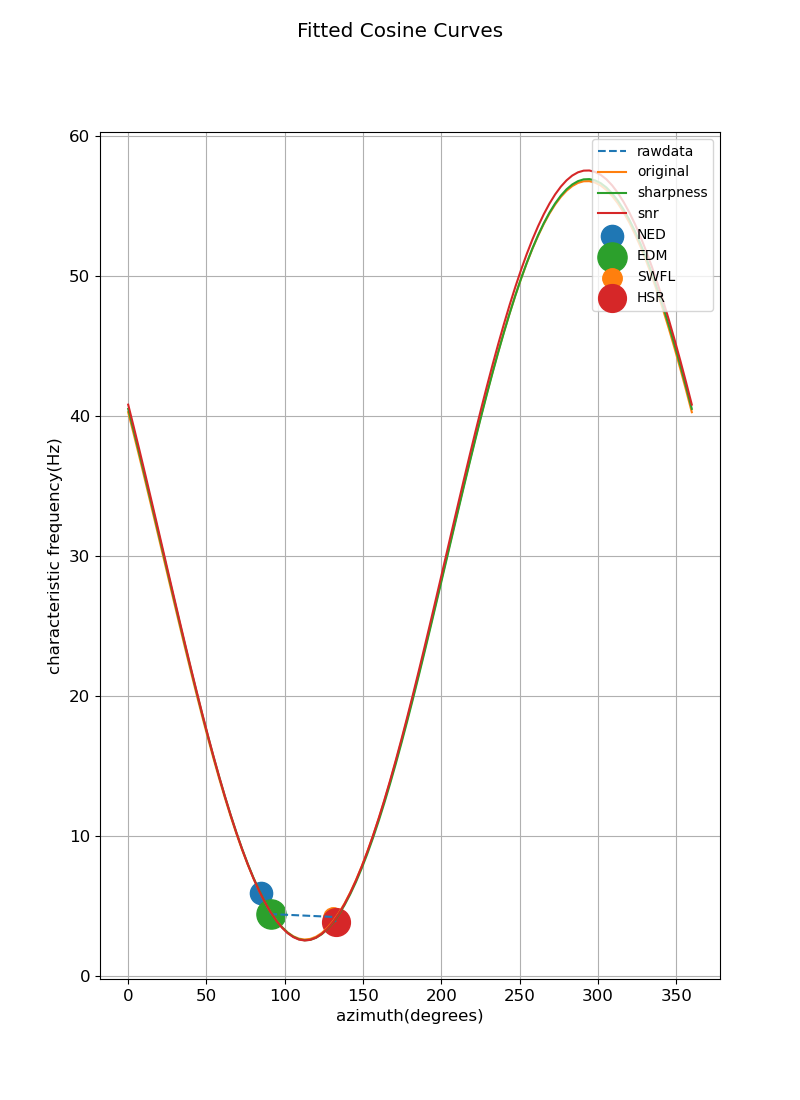 Fitted Cosine Curves
60
50
40
30
20
10
0
characteristic frequency(Hz)
rawdata
original
sharpness
snr
NED
EDM
SWFL
HSR
0 50 100 150 200 250 300 350
azimuth(degrees)